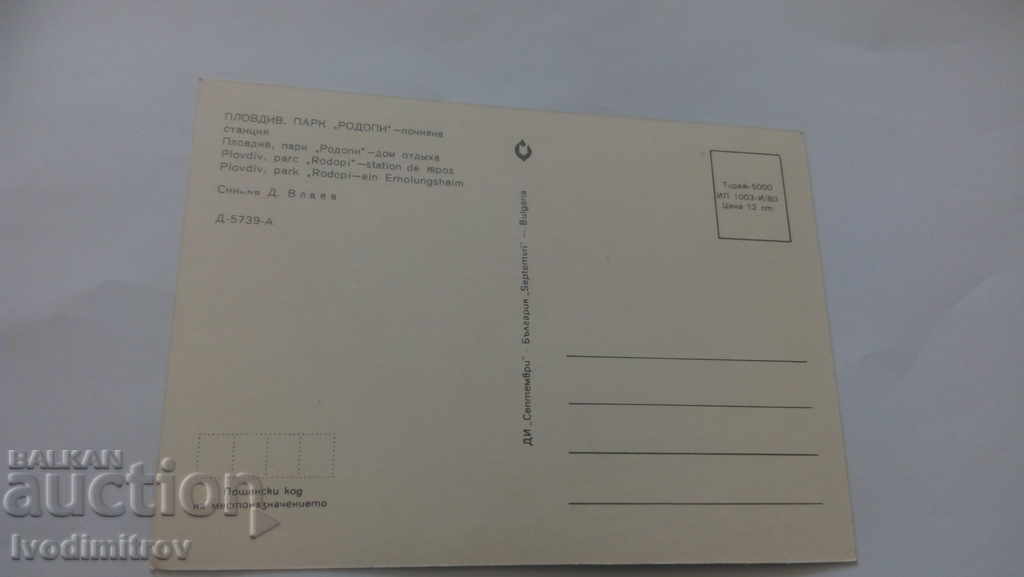 ПЛОВДИВ. ПАРК „РОДОПИ" – почивна
станция
Пловдив, парк „Родопи" – дом отдыха
Plovdiv. parc „Rodopi" – station de repos
Plovdiv. park „Rodopi – ein Erholungsheim
Снимка Д. Влаев
Д-5739-А
ДИ „Септември" · България „Septemvri" – Bulgaria
Тираж-5000
ИП 1003-И/80
Цена 12 ст.
Пощенски код
на местоназначението
BALKAN
auction
Ivodimitrov